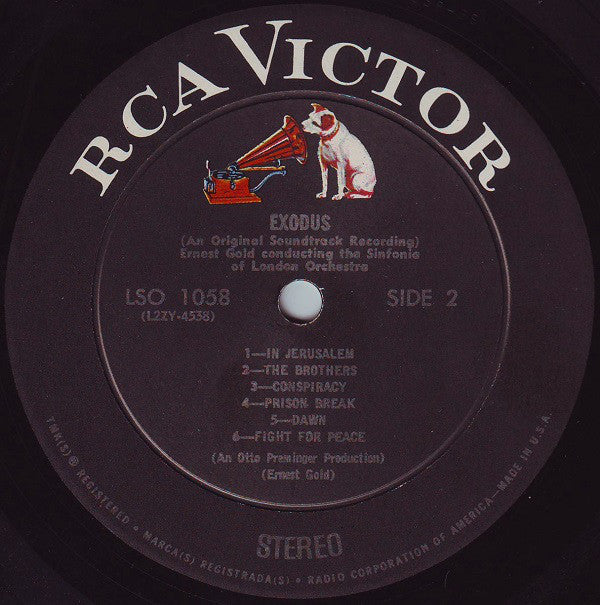 RCA VICTOR
EXODUS
(An Original Soundtrack Recording)
Ernest Gold conducting the Sinfonia
of London Orchestra
LSO 1058 SIDE 2
(L2ZY-4538)
1—IN JERUSALEM
2—THE BROTHERS
3—CONSPIRACY
4—PRISON BREAK
5—DAWN
6—FIGHT FOR PEACE
(An Otto Preminger Production)
(Ernest Gold)
STEREO
TMK(S) ® REGISTERED • MARCA(S) REGISTRADA(S) • RADIO CORPORATION OF AMERICA—MADE IN U.S.A.